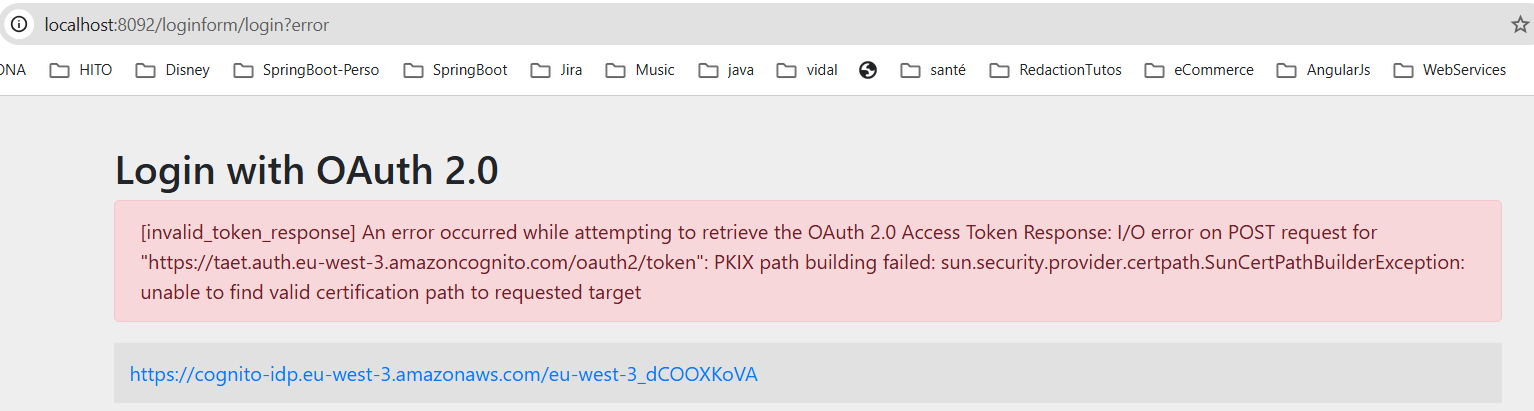 localhost:8092/loginform/login?error
ONA HITO Disney SpringBoot-Perso SpringBoot Jira Music java vidal santé RedactionTutos eCommerce AngularJs WebServices
Login with OAuth 2.0
[invalid_token_response] An error occurred while attempting to retrieve the OAuth 2.0 Access Token Response: I/O error on POST request for
"https://taet.auth.eu-west-3.amazoncognito.com/oauth2/token": PKIX path building failed: sun.security.provider.certpath.SunCertPathBuilderException:
unable to find valid certification path to requested target
https://cognito-idp.eu-west-3.amazonaws.com/eu-west-3_dCOOXKoVA